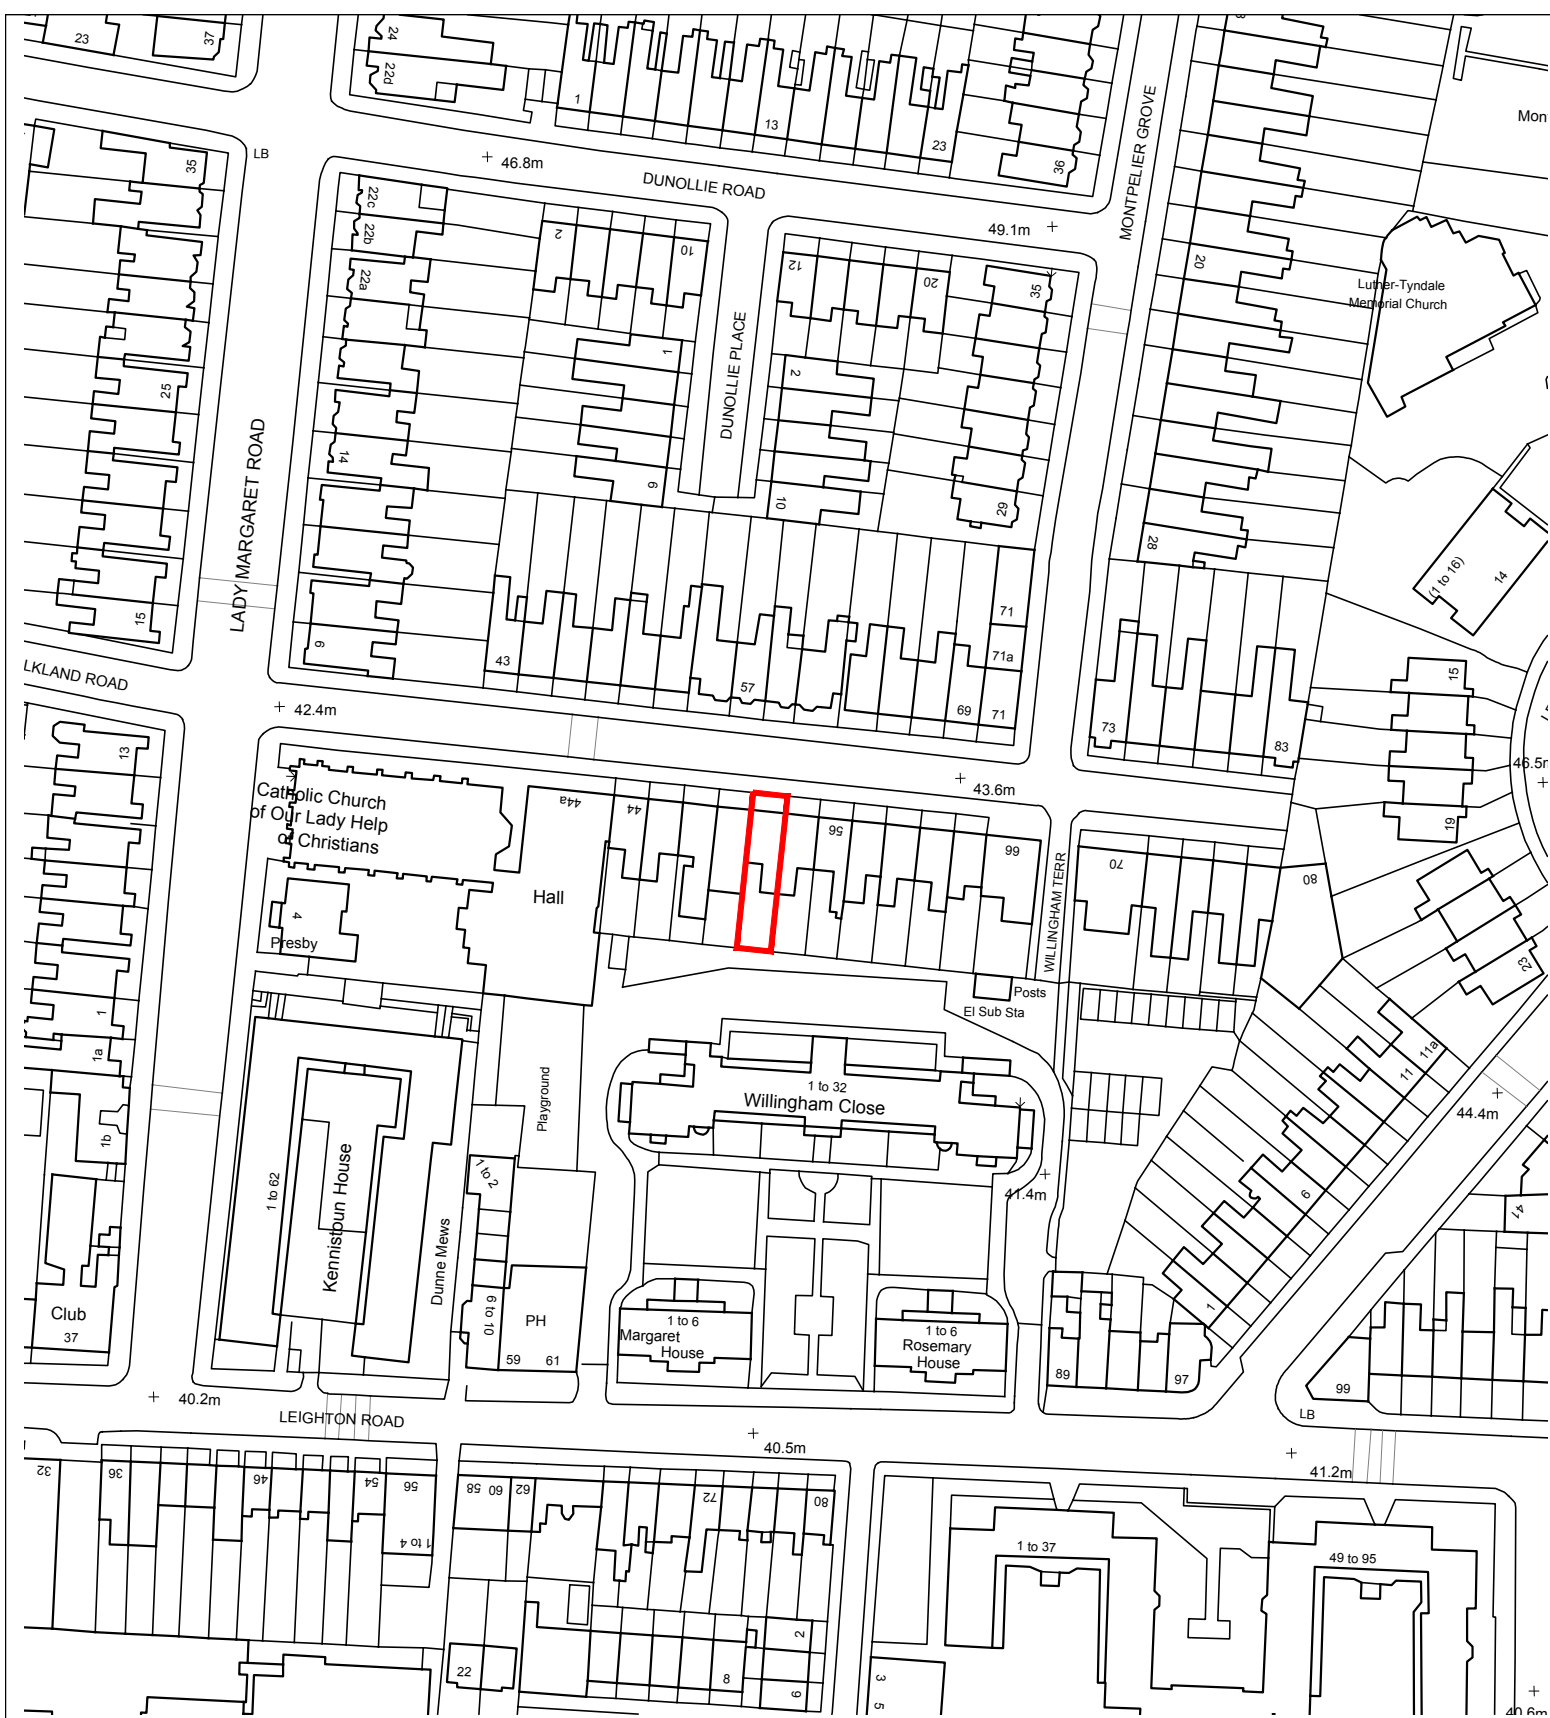 23
37
24
22d
1
13
23
36
MONTPELIER GROVE
Mon
35
LB
46.8m
DUNOLLIE ROAD
22c
22b
22a
2
10
49.1m
12
20
35
20
Luther-Tyndale
Memorial Church
DUNOLLIE PLACE
1
2
25
14
LADY MARGARET ROAD
6
10
29
28
(1 to 16)
14
15
9
43
57
69
71
71a
71
73
83
15
LKLAND ROAD
42.4m
43.6m
46.5m
13
Catholic Church
of Our Lady Help
of Christians
44a
44
56
66
WILLINGHAM TERR
70
80
19
Hall
4
Presby
23
Posts
El Sub Sta
1
1a
11a
11
1 to 32
Willingham Close
44.4m
1b
Playground
1 to 2
1 to 62
Kennistoun House
Dunne Mews
41.4m
6
41
Club
37
6 to 10
PH
59
61
1 to 6
Margaret
House
1 to 6
Rosemary
House
1
89
97
99
LB
40.2m
LEIGHTON ROAD
40.5m
41.2m
32
36
46
54
56
1 to 4
58
60
62
72
80
1 to 37
49 to 95
22
8
2
6
3
5
40.6m